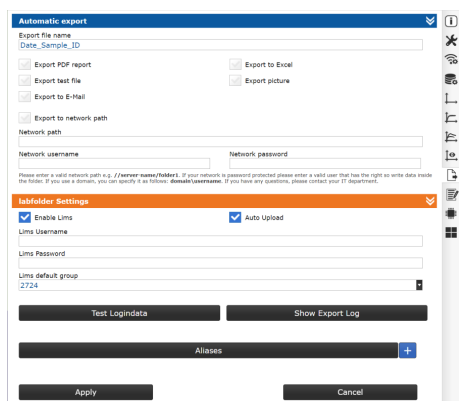 Automatic export
Export file name
Date_Sample_ID
Export PDF report
Export to Excel
Export test file
Export picture
Export to E-Mail
Export to network path
Network path
Network username
Network password
Please enter a valid network path e.g. //server-name/folder1. If your network is password protected please enter a valid user that has the right so write data inside
the folder. If you use a domain, you can specify it as follows: domain\username. If you have any questions, please contact your IT department.
labfolder Settings
Enable Lims
Auto Upload
Lims Username
Lims Password
Lims default group
2724
Test Logindata
Show Export Log
Aliases
+
Apply
Cancel